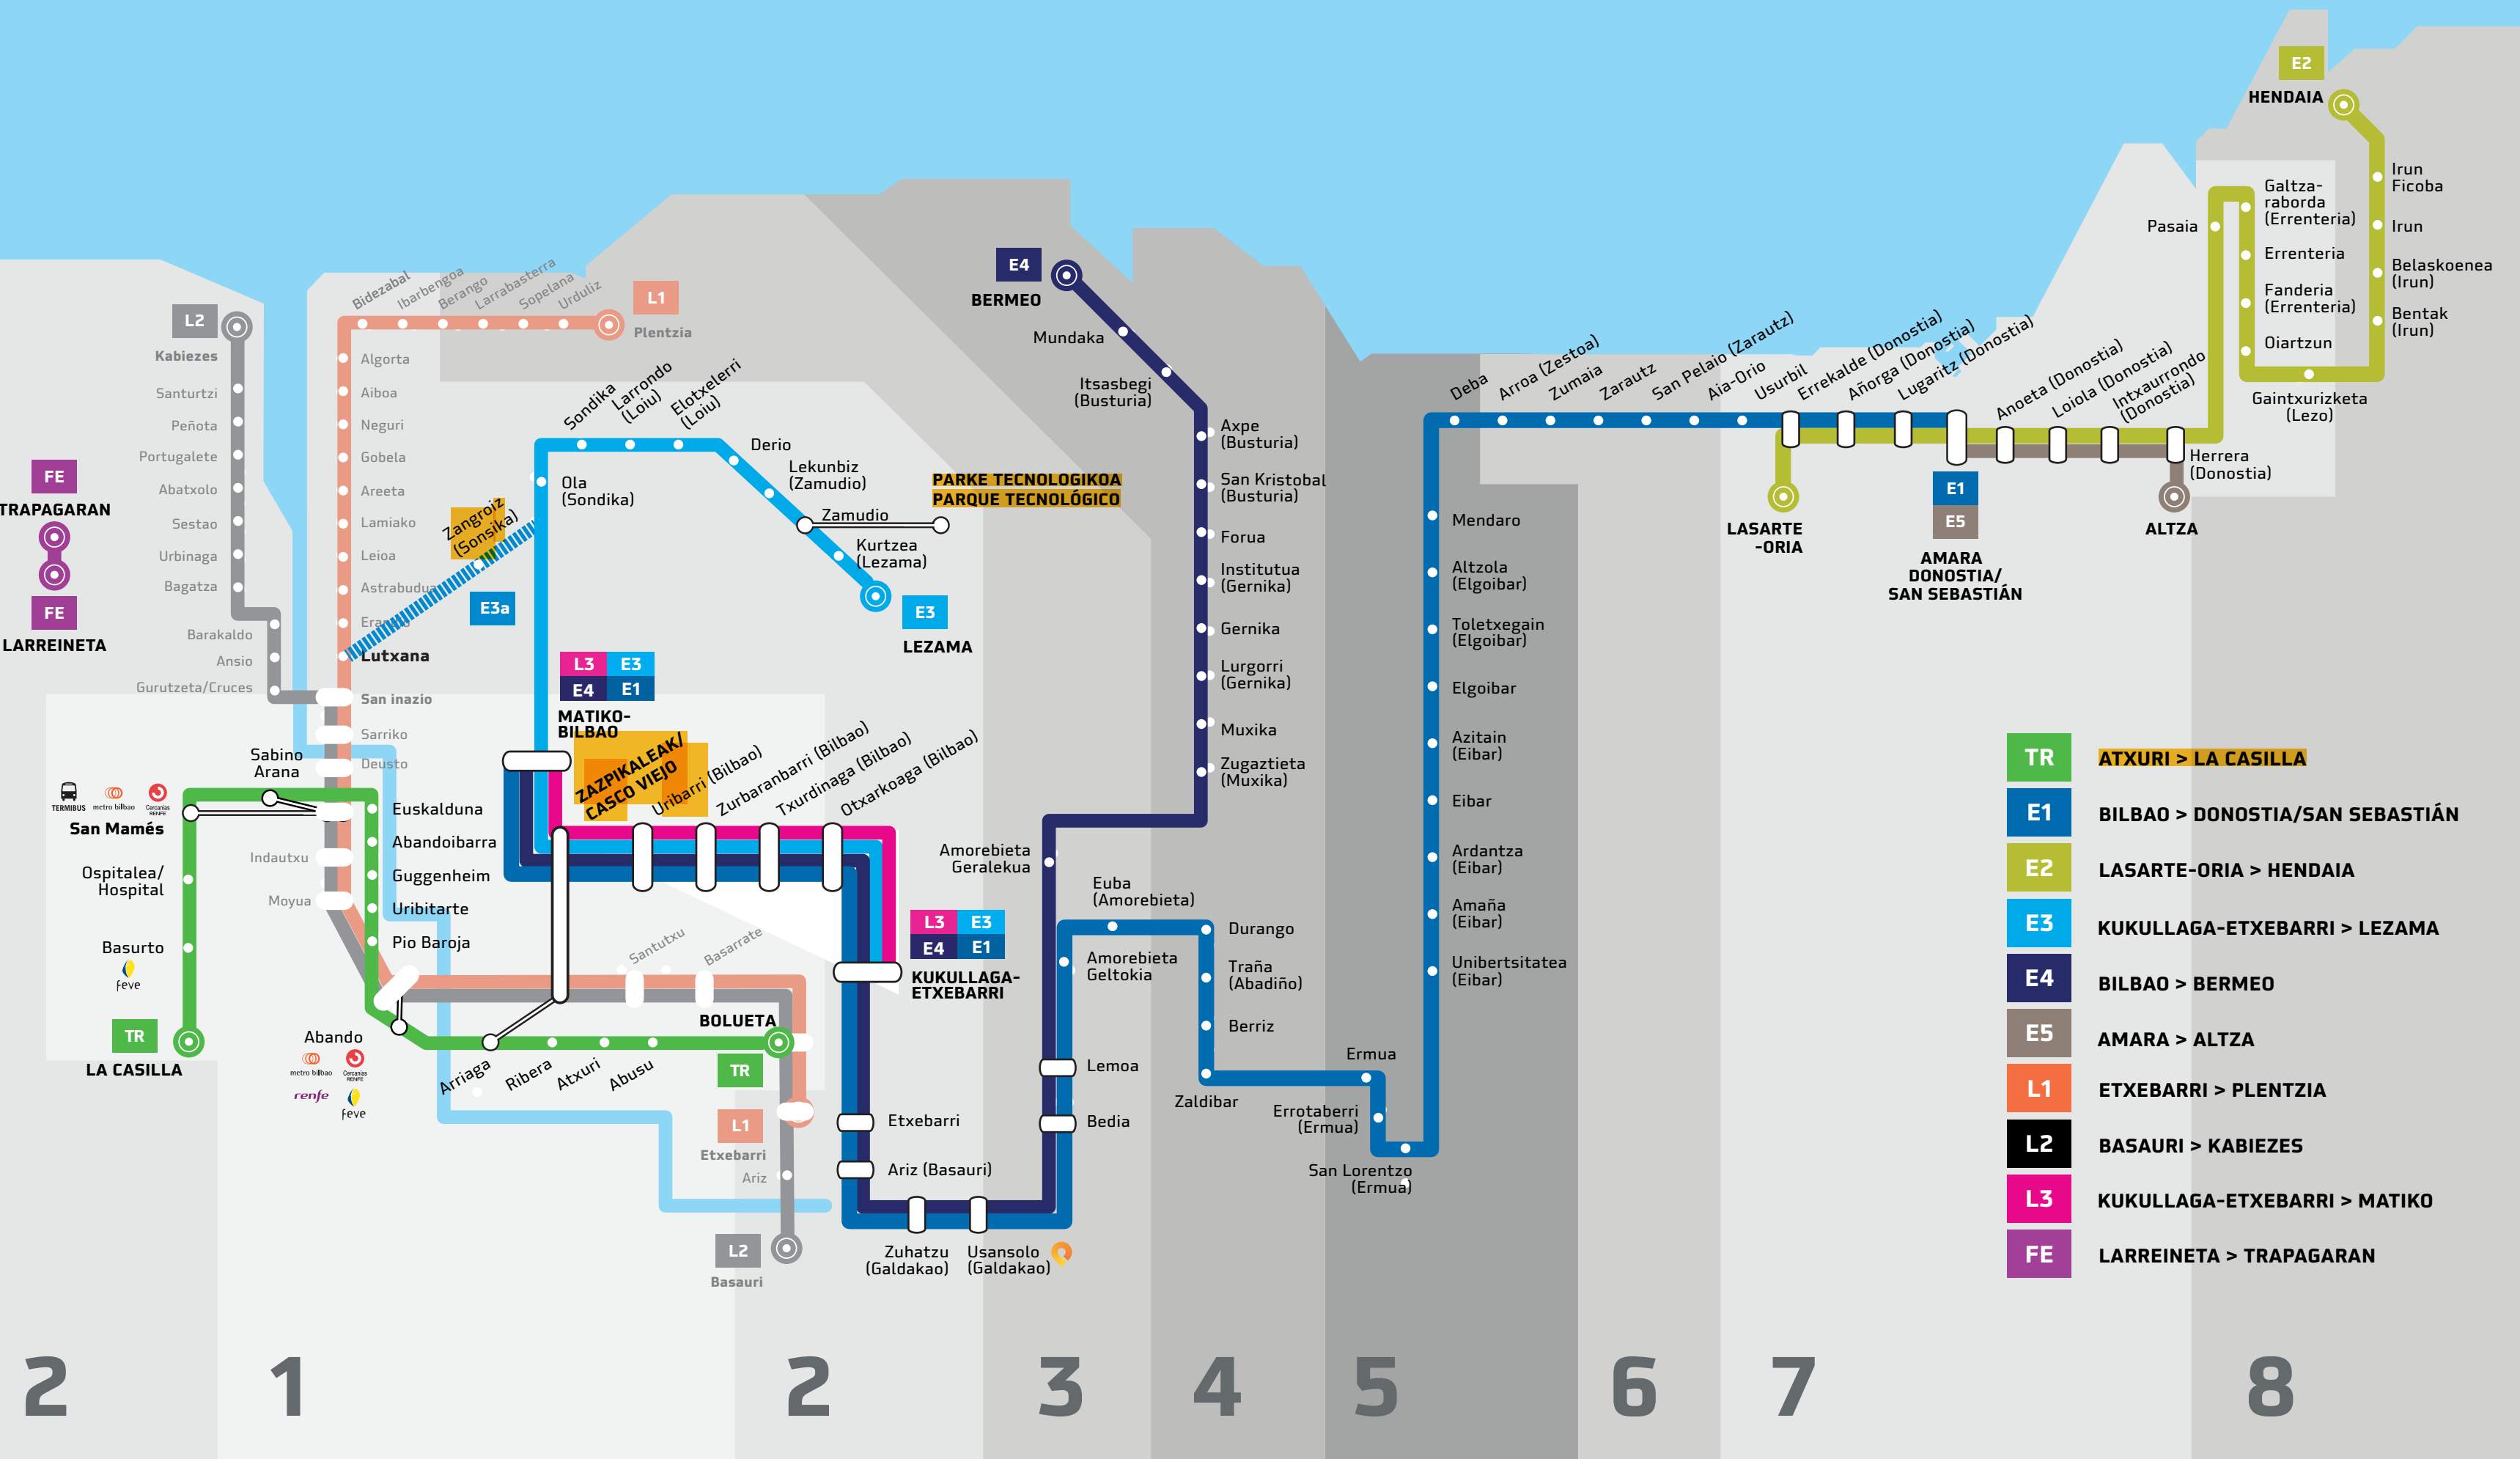 E2
HENDAIA
Irun
Ficoba
Irun
Belaskoenea
(Irun)
Bentak
(Irun)
Galtza-
raborda
(Errenteria)
Errenteria
Fanderia
(Errenteria)
Oiartzun
Gaintxurizketa
(Lezo)
Pasaia
L2
Kabiezes
Santurtzi
Peñota
Portugalete
Abatxolo
Sestao
Urbinaga
Bagatza
Barakaldo
Ansio
Gurutzeta/Cruces
FE
TRAPAGARAN
FE
LARREINETA
Bidezabal
Ibarbengoa
Berango
Larrabasterra
Sopelana
Urduliz
L1
Plentzia
Algorta
Aiboa
Neguri
Gobela
Areeta
Lamiako
Leioa
Astrabudua
Erandio
Lutxana
San inazio
Sarriko
Deusto
Zangroiz
(Sonsika)
E3a
Sondika
Larrondo
(Loiu)
Elotxelerri
(Loiu)
Ola
(Sondika)
Derio
Lekunbiz
(Zamudio)
Zamudio
PARKE TECNOLOGIKOA
PARQUE TECNOLÓGICO
Kurtzea
(Lezama)
E3
LEZAMA
E4
BERMEO
Mundaka
Itsasbegi
(Busturia)
Axpe
(Busturia)
San Kristobal
(Busturia)
Forua
Institutua
(Gernika)
Gernika
Lurgorri
(Gernika)
Muxika
Zugaztieta
(Muxika)
Amorebieta
Geralekua
L3 E3
E4 E1
MATIKO-
BILBAO
ZAZPIKALEAK/
CASCO VIEJO
Uribarri (Bilbao)
Zurbaranbarri (Bilbao)
Txurdinaga (Bilbao)
Otxarkoaga (Bilbao)
L3 E3
E4 E1
KUKULLAGA-
ETXEBARRI
Sabino
Arana
TERMIBUS
metro bilbao
Cercanías
RENFE
San Mamés
Ospitalea/
Hospital
Basurto
feve
TR
LA CASILLA
Indautxu
Moyua
Euskalduna
Abandoibarra
Guggenheim
Uribitarte
Pio Baroja
Abando
metro bilbao
Cercanías
RENFE
renfe
feve
Arriaga
Ribera
Atxuri
Abusu
Santutxu
Basarrate
BOLUETA
TR
L1
Etxebarri
Ariz
L2
Basauri
Etxebarri
Ariz (Basauri)
Zuhatzu
(Galdakao)
Usansolo
(Galdakao)
Lemoa
Bedia
Amorebieta
Geltokia
Euba
(Amorebieta)
Durango
Traña
(Abadiño)
Berriz
Zaldibar
Ermua
Errotaberri
(Ermua)
San Lorentzo
(Ermua)
Unibertsitatea
(Eibar)
Amaña
(Eibar)
Ardantza
(Eibar)
Eibar
Azitain
(Eibar)
Elgoibar
Toletxegain
(Elgoibar)
Altzola
(Elgoibar)
Mendaro
Deba
Arroa (Zestoa)
Zumaia
Zarautz
San Pelaio (Zarautz)
Aia-Orio
Usurbil
Errekalde (Donostia)
Añorga (Donostia)
Lugaritz (Donostia)
Anoeta (Donostia)
Loiola (Donostia)
Intxaurrondo
(Donostia)
Herrera
(Donostia)
LASARTE
-ORIA
E1
E5
AMARA
DONOSTIA/
SAN SEBASTIÁN
ALTZA
TR ATXURI > LA CASILLA
E1 BILBAO > DONOSTIA/SAN SEBASTIÁN
E2 LASARTE-ORIA > HENDAIA
E3 KUKULLAGA-ETXEBARRI > LEZAMA
E4 BILBAO > BERMEO
E5 AMARA > ALTZA
L1 ETXEBARRI > PLENTZIA
L2 BASAURI > KABIEZES
L3 KUKULLAGA-ETXEBARRI > MATIKO
FE LARREINETA > TRAPAGARAN
2 1 2 3 4 5 6 7 8